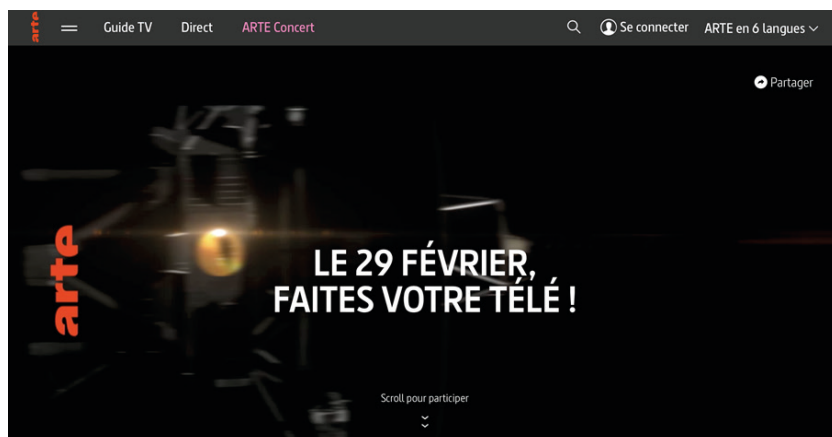 arte
Guide TV Direct ARTE Concert Se connecter ARTE en 6 langues
Partager
arte
LE 29 FÉVRIER,
FAITES VOTRE TÉLÉ !
Scroll pour participer